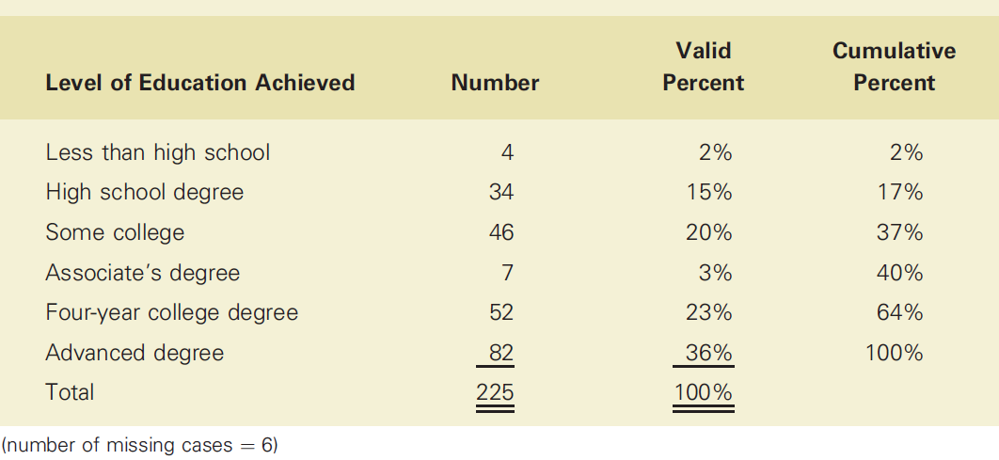 Valid Cumulative
Level of Education Achieved Number Percent Percent
Less than high school 4 2% 2%
High school degree 34 15% 17%
Some college 46 20% 37%
Associate’s degree 7 3% 40%
Four-year college degree 52 23% 64%
Advanced degree 82 36% 100%
Total 225 100%
(number of missing cases = 6)